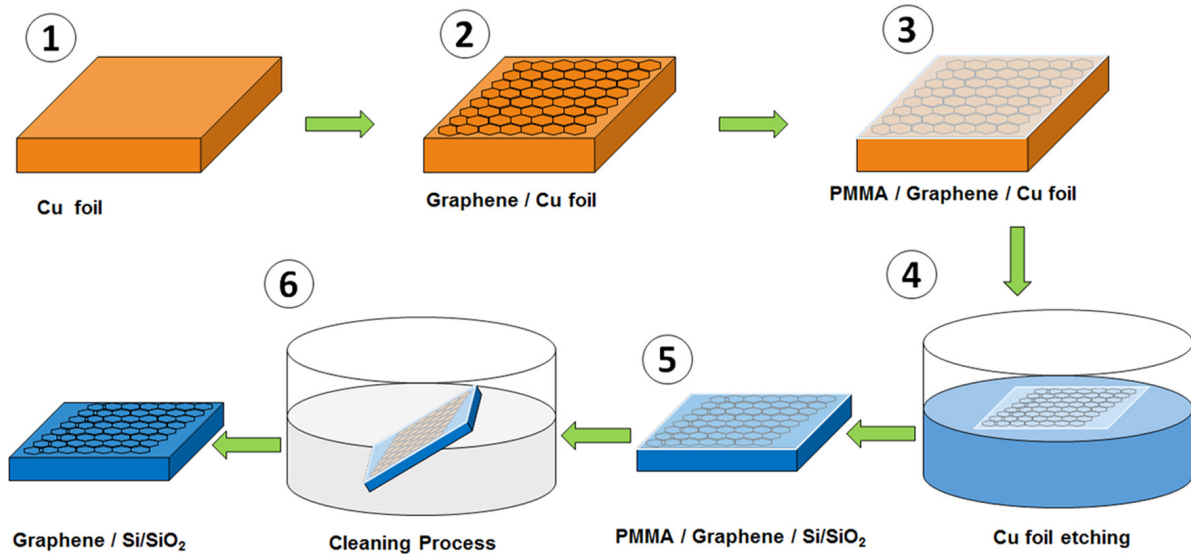 1
Cu foil
2
Graphene / Cu foil
3
PMMA / Graphene / Cu foil
4
Cu foil etching
5
PMMA / Graphene / Si/SiO₂
6
Cleaning Process
Graphene / Si/SiO₂